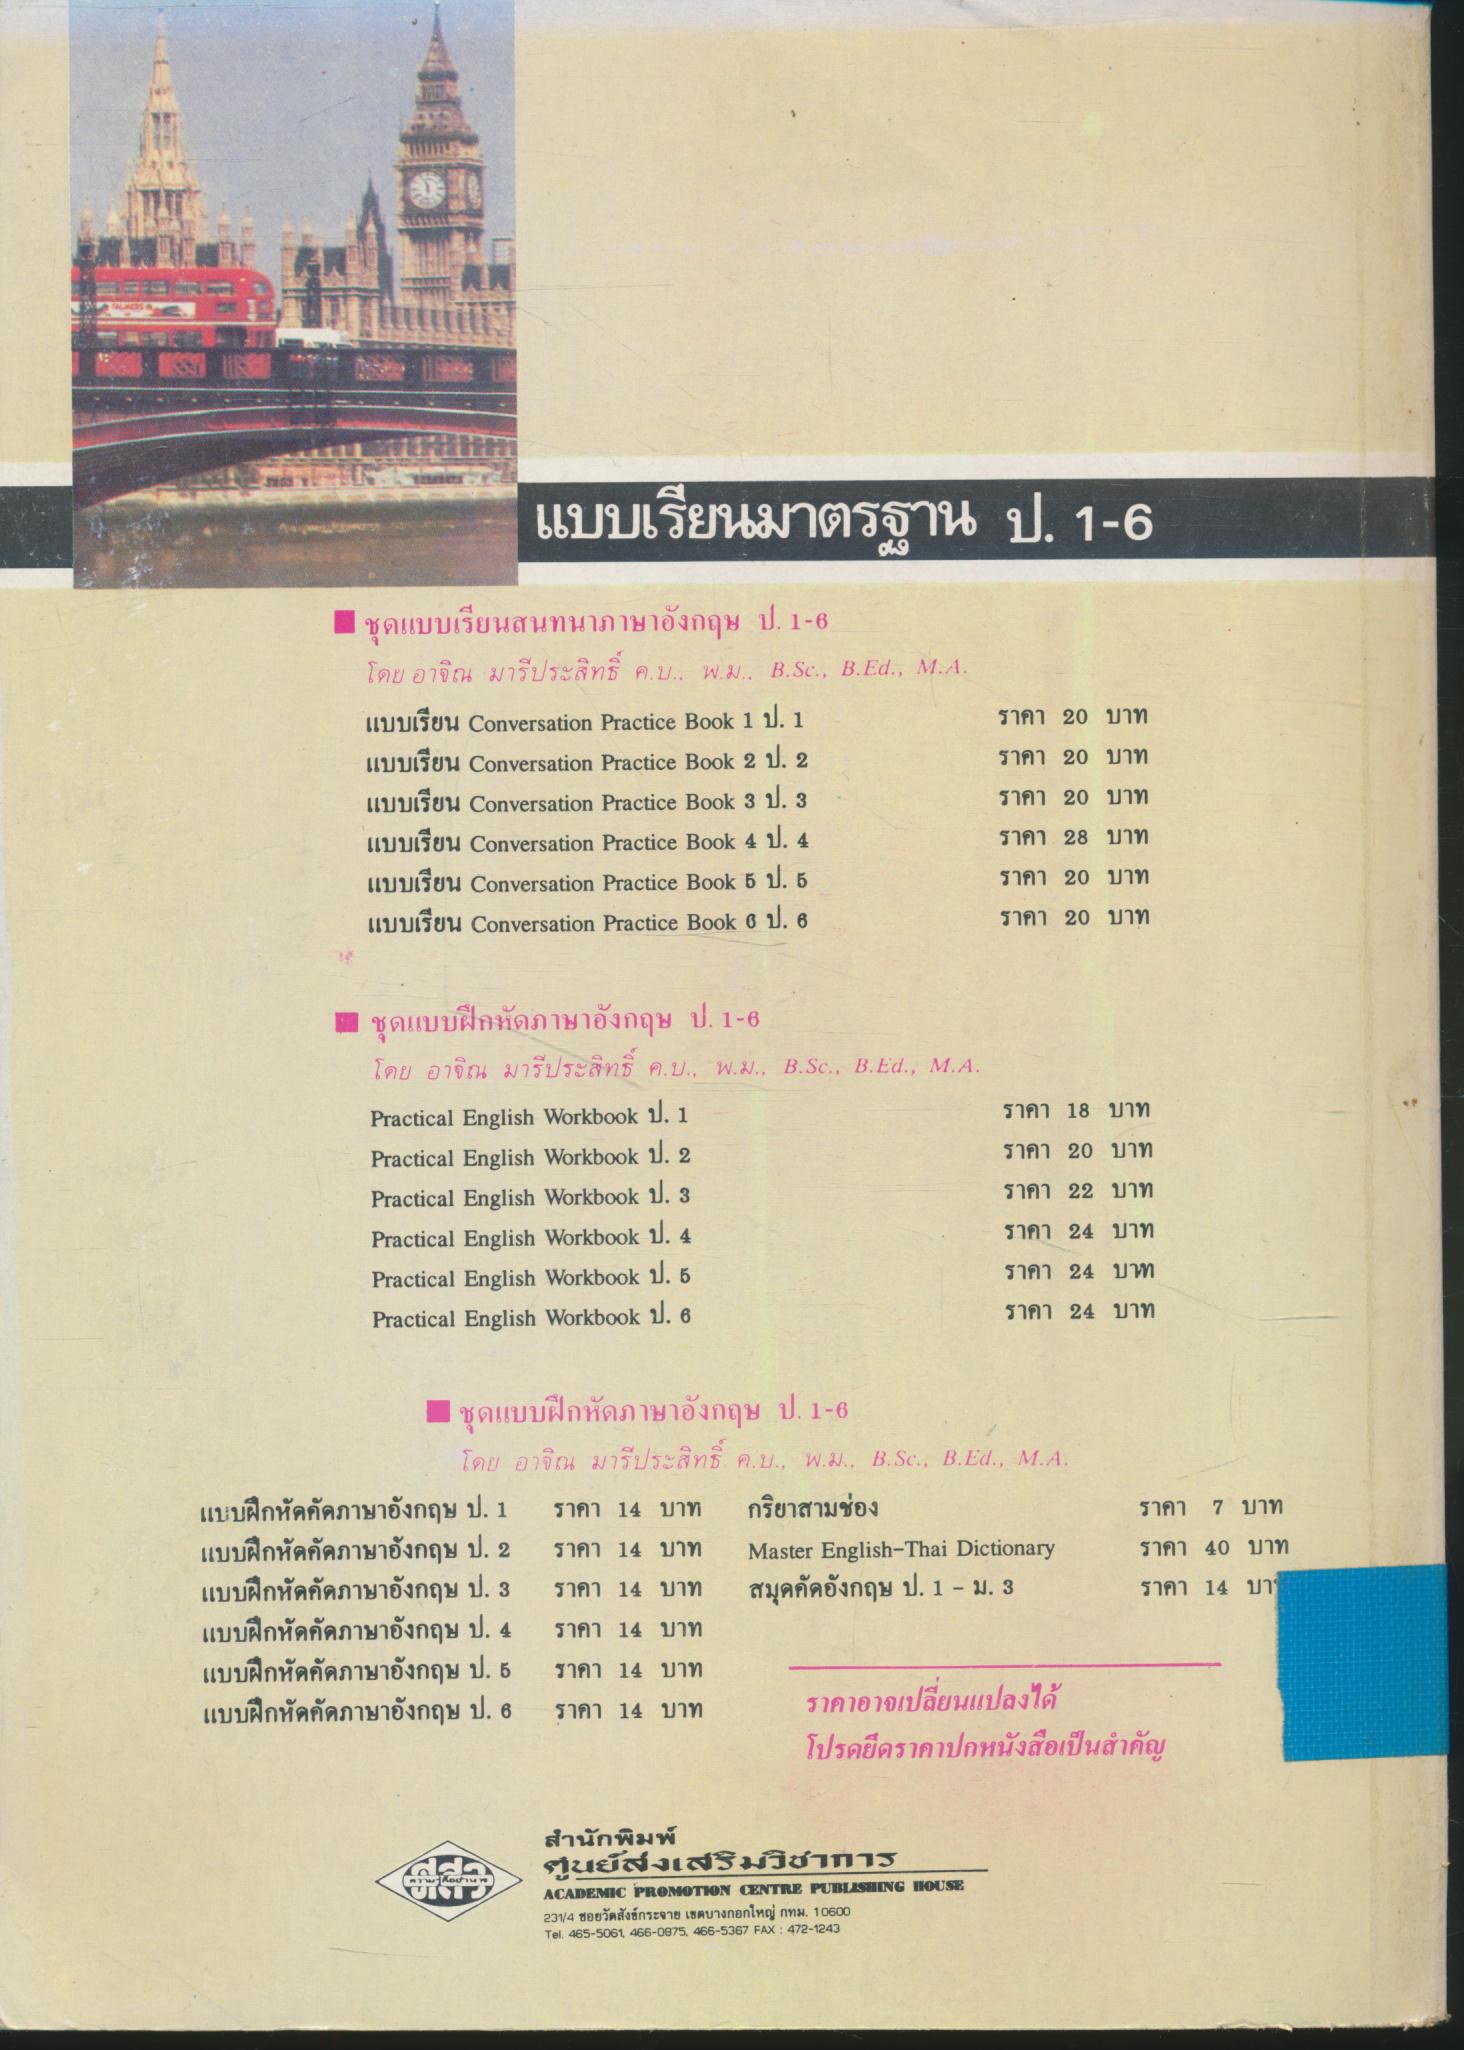 แบบเรียนมาตรฐาน ป. 1-6
ชุดแบบเรียนสนทนาภาษาอังกฤษ ป. 1-6
โดย อาจิณ มารีประสิทธิ์ ค.บ., พ.ม., B.Sc., B.Ed., M.A.
แบบเรียน Conversation Practice Book 1 ป. 1 ราคา 20 บาท
แบบเรียน Conversation Practice Book 2 ป. 2 ราคา 20 บาท
แบบเรียน Conversation Practice Book 3 ป. 3 ราคา 20 บาท
แบบเรียน Conversation Practice Book 4 ป. 4 ราคา 28 บาท
แบบเรียน Conversation Practice Book 5 ป. 5 ราคา 20 บาท
แบบเรียน Conversation Practice Book 6 ป. 6 ราคา 20 บาท
ชุดแบบฝึกหัดภาษาอังกฤษ ป. 1-6
โดย อาจิณ มารีประสิทธิ์ ค.บ., พ.ม., B.Sc., B.Ed., M.A.
Practical English Workbook ป. 1 ราคา 18 บาท
Practical English Workbook ป. 2 ราคา 20 บาท
Practical English Workbook ป. 3 ราคา 22 บาท
Practical English Workbook ป. 4 ราคา 24 บาท
Practical English Workbook ป. 5 ราคา 24 บาท
Practical English Workbook ป. 6 ราคา 24 บาท
ชุดแบบฝึกหัดภาษาอังกฤษ ป. 1-6
โดย อาจิณ มารีประสิทธิ์ ค.บ., พ.ม., B.Sc., B.Ed., M.A.
แบบฝึกหัดคัดภาษาอังกฤษ ป. 1 ราคา 14 บาท
แบบฝึกหัดคัดภาษาอังกฤษ ป. 2 ราคา 14 บาท
แบบฝึกหัดคัดภาษาอังกฤษ ป. 3 ราคา 14 บาท
แบบฝึกหัดคัดภาษาอังกฤษ ป. 4 ราคา 14 บาท
แบบฝึกหัดคัดภาษาอังกฤษ ป. 5 ราคา 14 บาท
แบบฝึกหัดคัดภาษาอังกฤษ ป. 6 ราคา 14 บาท
กริยาสามช่อง ราคา 7 บาท
Master English-Thai Dictionary ราคา 40 บาท
สมุดคัดอังกฤษ ป. 1 - ม. 3 ราคา 14 บาท
ราคาอาจเปลี่ยนแปลงได้
โปรดยึดราคาปกหนังสือเป็นสำคัญ
สำนักพิมพ์
ศูนย์ส่งเสริมวิชาการ
ACADEMIC PROMOTION CENTRE PUBLISHING HOUSE
231/4 ซอยวัดสังข์กระจาย เขตบางกอกใหญ่ กทม. 10600
Tel. 465-5061, 466-0875, 466-5367 FAX : 472-1243